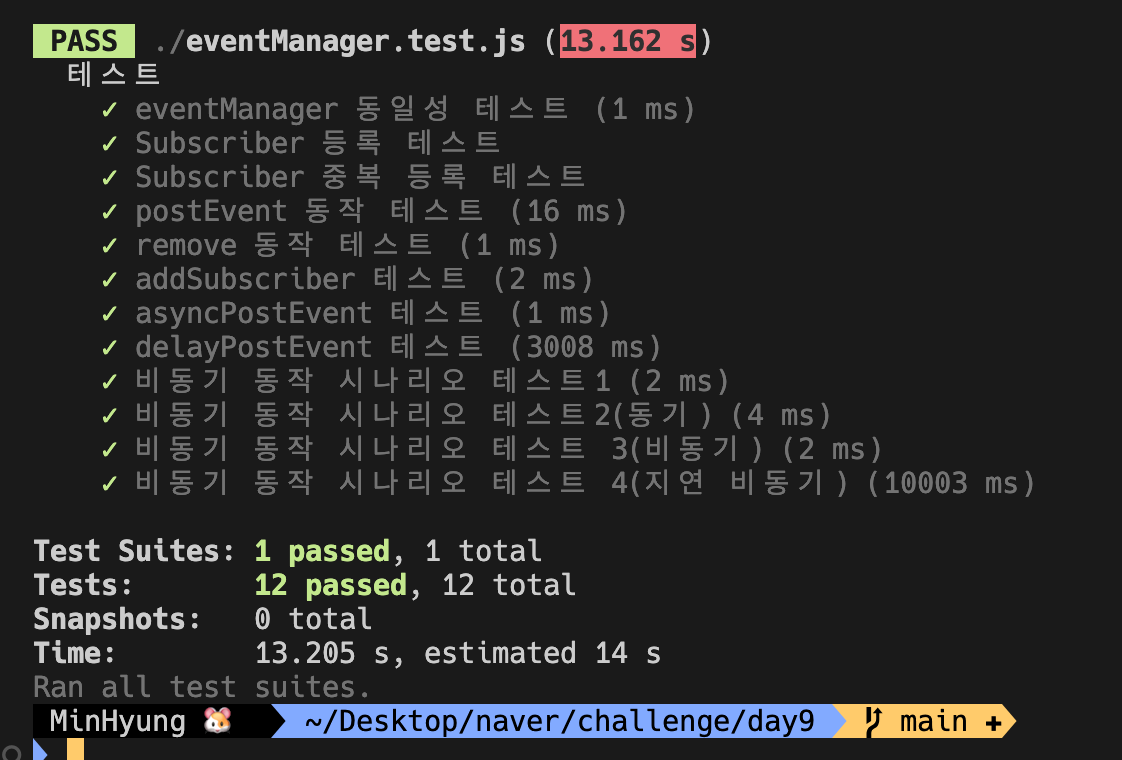 PASS ./eventManager.test.js (13.162 s)
테스트
✓ eventManager 동일성 테스트 (1 ms)
✓ Subscriber 등록 테스트
✓ Subscriber 중복 등록 테스트
✓ postEvent 동작 테스트 (16 ms)
✓ remove 동작 테스트 (1 ms)
✓ addSubscriber 테스트 (2 ms)
✓ asyncPostEvent 테스트 (1 ms)
✓ delayPostEvent 테스트 (3008 ms)
✓ 비동기 동작 시나리오 테스트1 (2 ms)
✓ 비동기 동작 시나리오 테스트2(동기) (4 ms)
✓ 비동기 동작 시나리오 테스트 3(비동기) (2 ms)
✓ 비동기 동작 시나리오 테스트 4(지연 비동기) (10003 ms)
Test Suites: 1 passed, 1 total
Tests: 12 passed, 12 total
Snapshots: 0 total
Time: 13.205 s, estimated 14 s
Ran all test suites.
MinHyung 🐹 ~/Desktop/naver/challenge/day9 main +